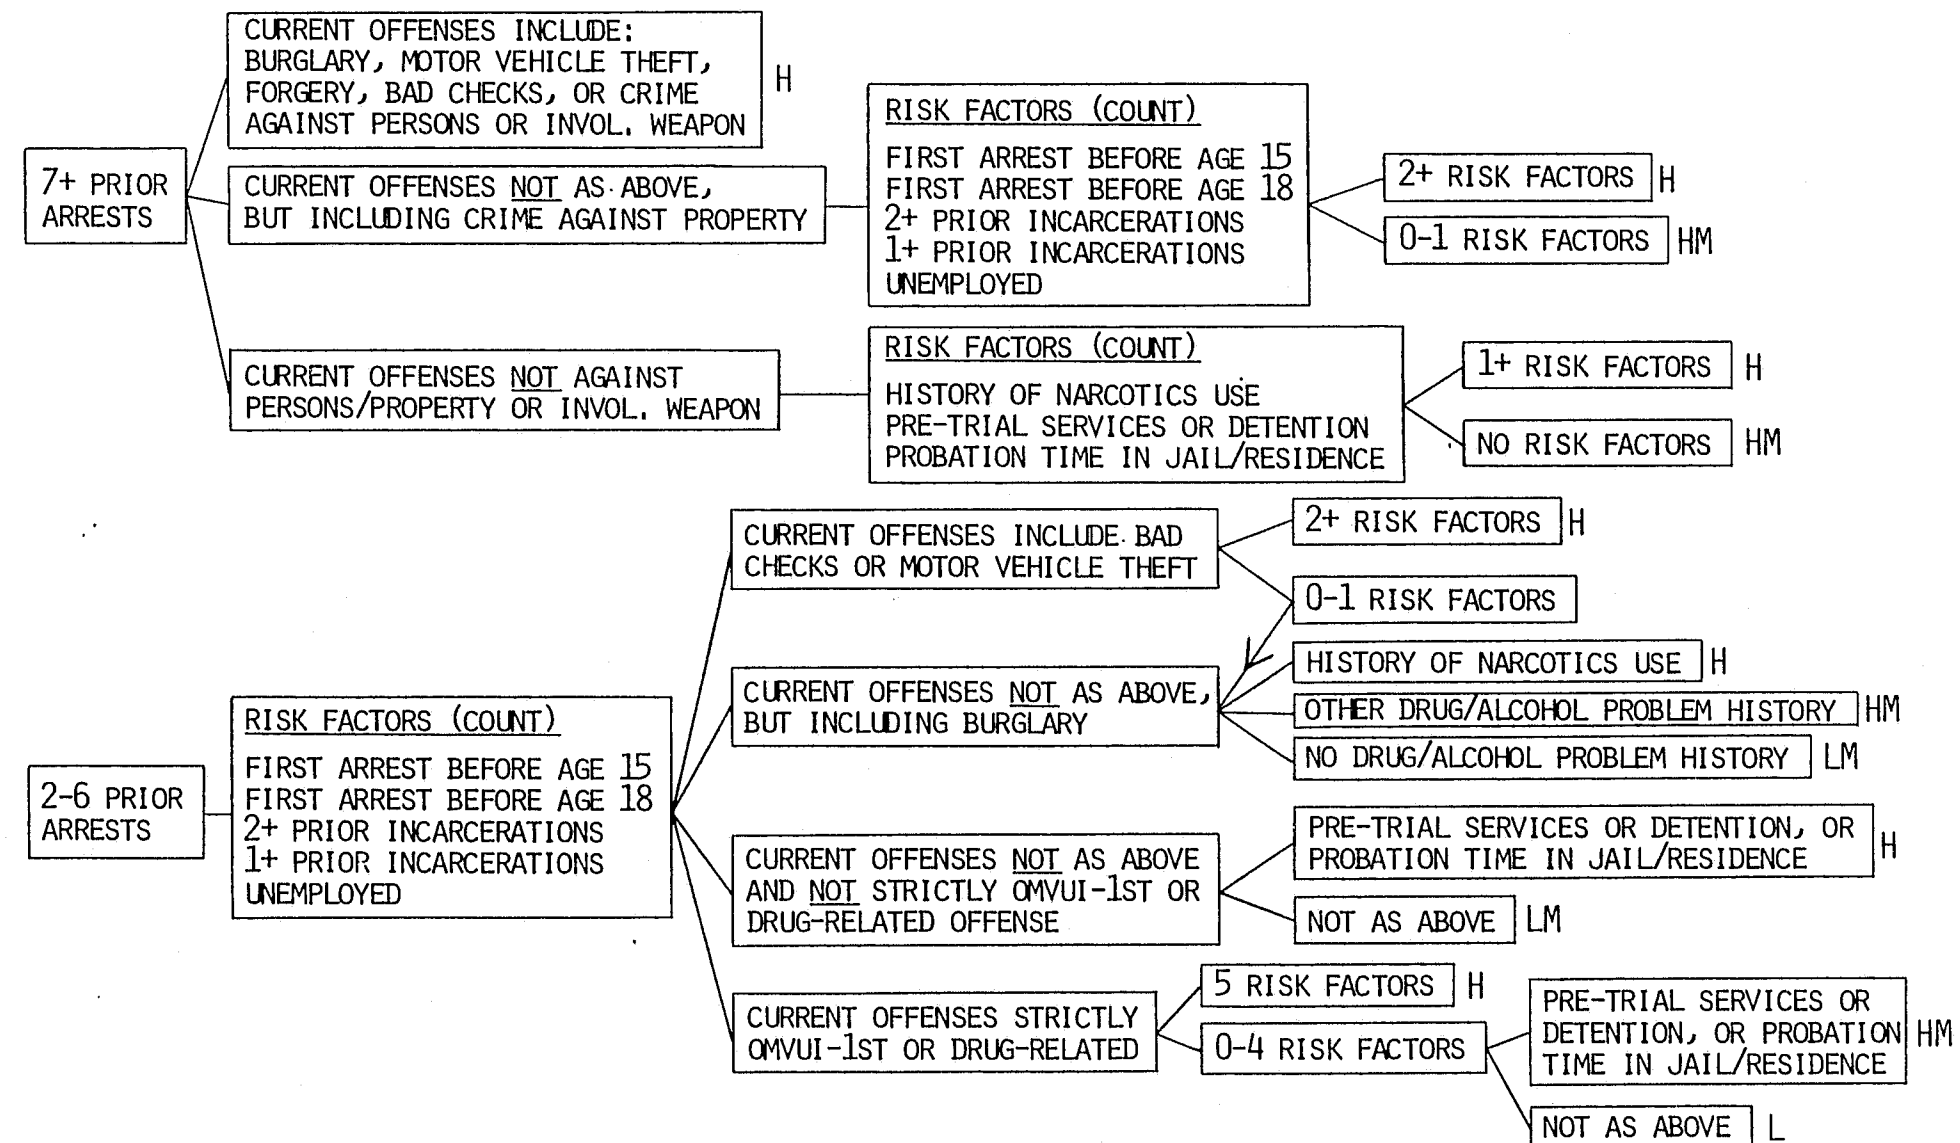 7+ PRIOR
ARRESTS
CURRENT OFFENSES INCLUDE:
BURGLARY, MOTOR VEHICLE THEFT,
FORGERY, BAD CHECKS, OR CRIME
AGAINST PERSONS OR INVOL. WEAPON
H
CURRENT OFFENSES NOT AS ABOVE,
BUT INCLUDING CRIME AGAINST PROPERTY
RISK FACTORS (COUNT)
FIRST ARREST BEFORE AGE 15
FIRST ARREST BEFORE AGE 18
2+ PRIOR INCARCERATIONS
1+ PRIOR INCARCERATIONS
UNEMPLOYED
2+ RISK FACTORS H
0-1 RISK FACTORS HM
CURRENT OFFENSES NOT AGAINST
PERSONS/PROPERTY OR INVOL. WEAPON
RISK FACTORS (COUNT)
HISTORY OF NARCOTICS USE
PRE-TRIAL SERVICES OR DETENTION
PROBATION TIME IN JAIL/RESIDENCE
1+ RISK FACTORS H
NO RISK FACTORS HM
2-6 PRIOR
ARRESTS
RISK FACTORS (COUNT)
FIRST ARREST BEFORE AGE 15
FIRST ARREST BEFORE AGE 18
2+ PRIOR INCARCERATIONS
1+ PRIOR INCARCERATIONS
UNEMPLOYED
CURRENT OFFENSES INCLUDE BAD
CHECKS OR MOTOR VEHICLE THEFT
2+ RISK FACTORS H
0-1 RISK FACTORS
CURRENT OFFENSES NOT AS ABOVE,
BUT INCLUDING BURGLARY
HISTORY OF NARCOTICS USE H
OTHER DRUG/ALCOHOL PROBLEM HISTORY HM
NO DRUG/ALCOHOL PROBLEM HISTORY LM
CURRENT OFFENSES NOT AS ABOVE
AND NOT STRICTLY OMVUI-1ST OR
DRUG-RELATED OFFENSE
PRE-TRIAL SERVICES OR DETENTION, OR
PROBATION TIME IN JAIL/RESIDENCE
H
NOT AS ABOVE LM
CURRENT OFFENSES STRICTLY
OMVUI-1ST OR DRUG-RELATED
5 RISK FACTORS H
0-4 RISK FACTORS
PRE-TRIAL SERVICES OR
DETENTION, OR PROBATION
TIME IN JAIL/RESIDENCE
HM
NOT AS ABOVE L